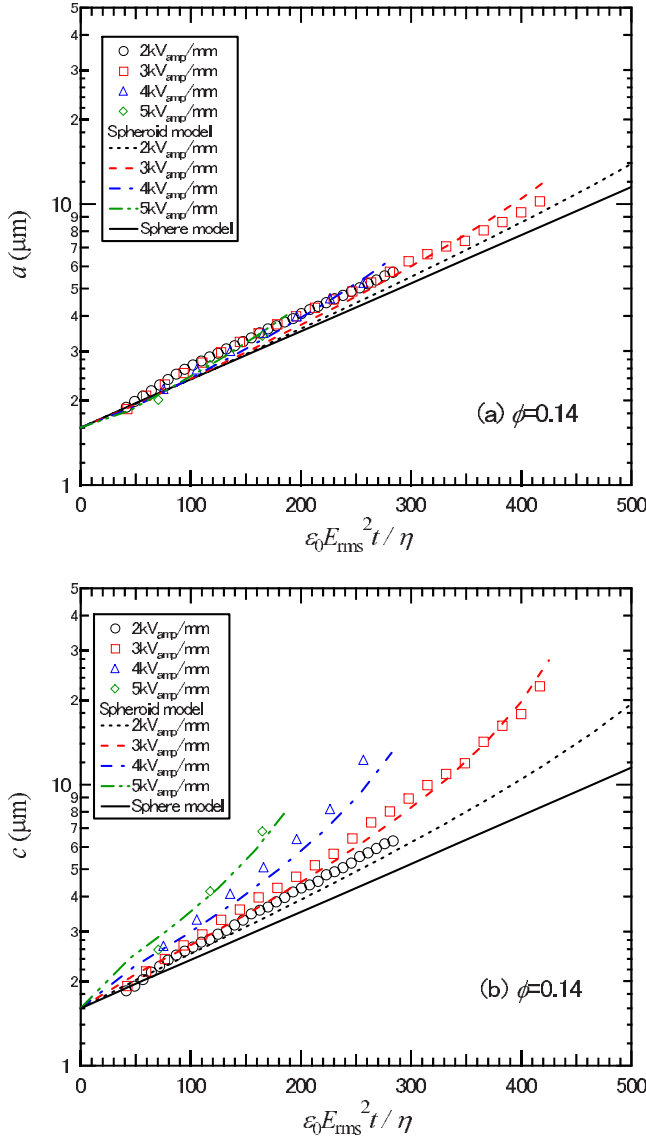 5
4
3
2
10
9
8
7
6
5
4
3
2
1
a (μm)
2kVamp/mm
3kVamp/mm
4kVamp/mm
5kVamp/mm
Spheroid model
2kVamp/mm
3kVamp/mm
4kVamp/mm
5kVamp/mm
Sphere model
(a) ϕ=0.14
0 100 200 300 400 500
ε₀Erms²t / η
5
4
3
2
10
9
8
7
6
5
4
3
2
1
c (μm)
2kVamp/mm
3kVamp/mm
4kVamp/mm
5kVamp/mm
Spheroid model
2kVamp/mm
3kVamp/mm
4kVamp/mm
5kVamp/mm
Sphere model
(b) ϕ=0.14
0 100 200 300 400 500
ε₀Erms²t / η